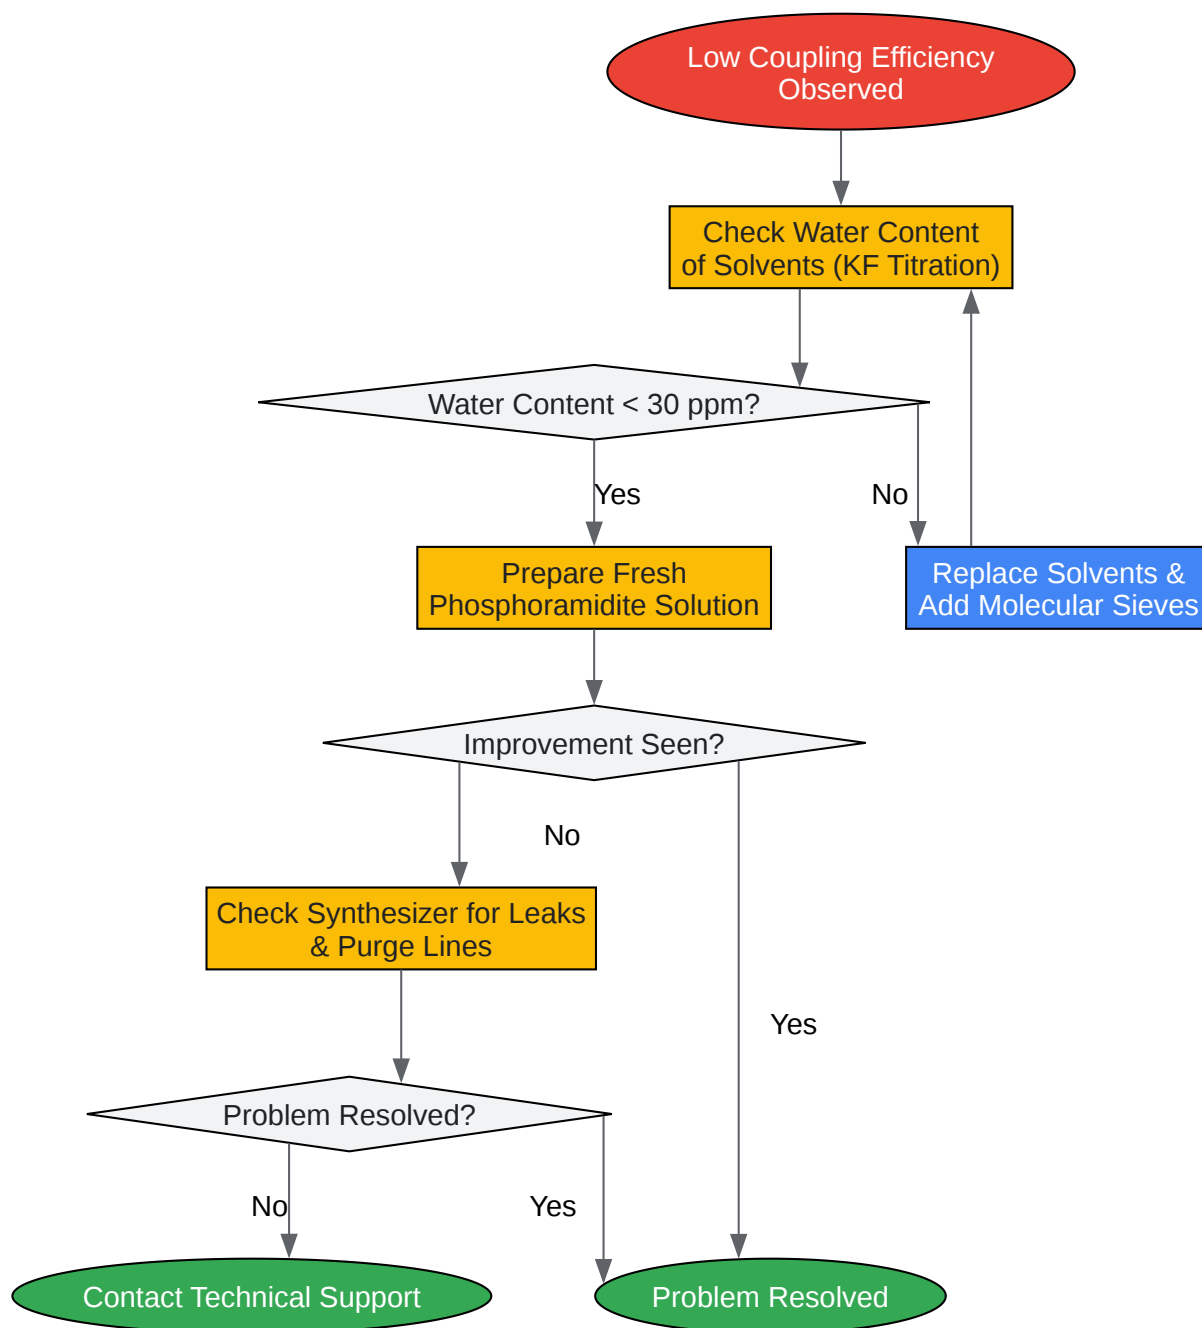 Low Coupling Efficiency
Observed
Check Water Content
of Solvents (KF Titration)
Water Content < 30 ppm?
Yes
No
Prepare Fresh
Phosphoramidite Solution
Replace Solvents &
Add Molecular Sieves
Improvement Seen?
No
Check Synthesizer for Leaks
& Purge Lines
Yes
Problem Resolved?
No
Yes
Contact Technical Support
Problem Resolved